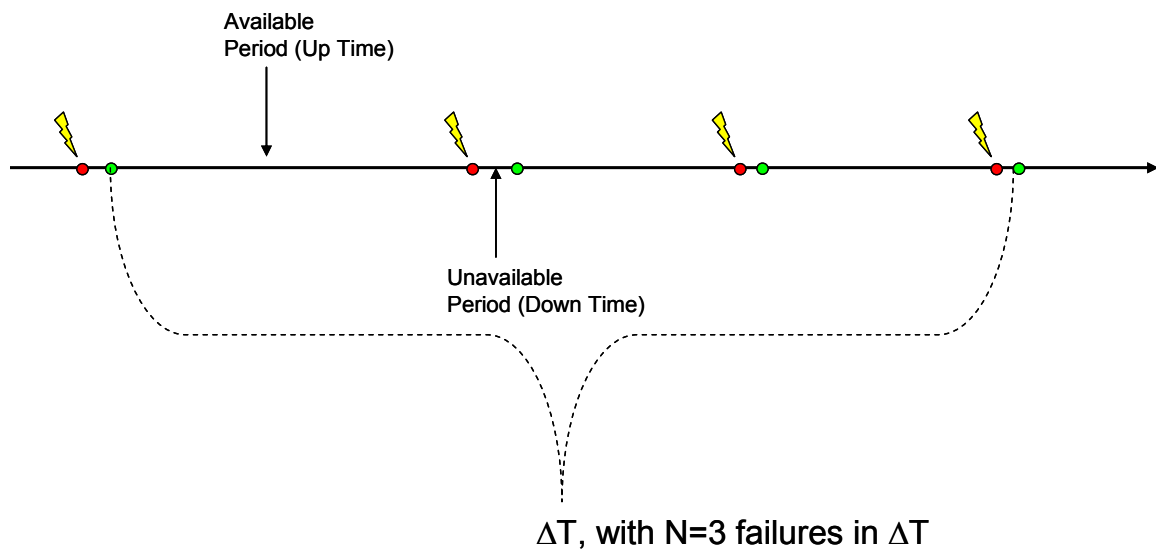 Available
Period (Up Time)
Unavailable
Period (Down Time)
ΔT, with N=3 failures in ΔT